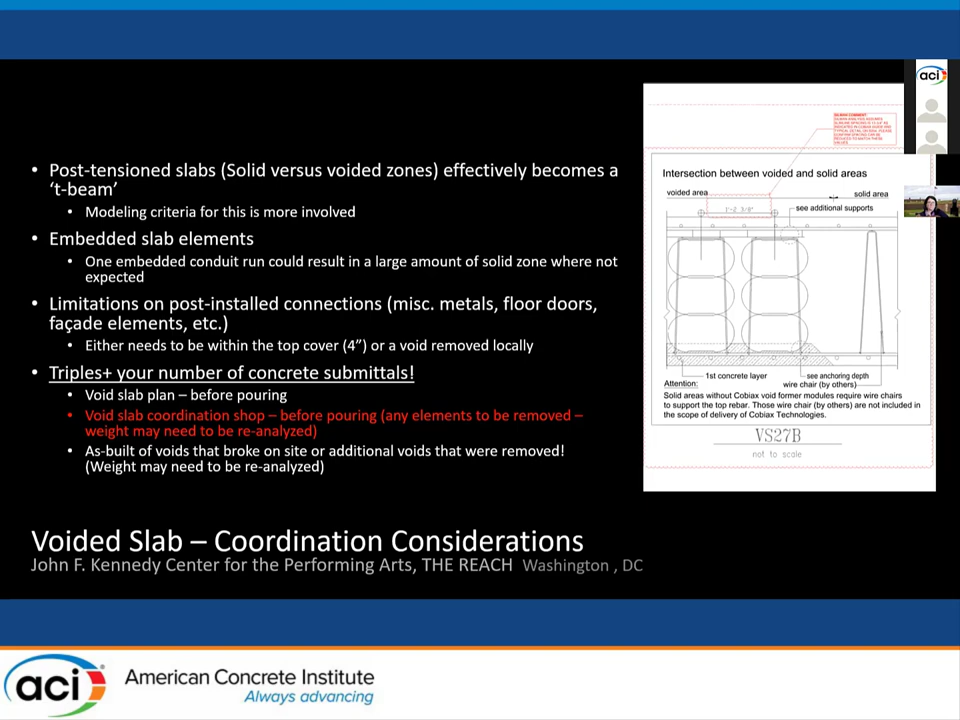 • Post-tensioned slabs (Solid versus voided zones) effectively becomes a
't-beam'
• Modeling criteria for this is more involved
• Embedded slab elements
• One embedded conduit run could result in a large amount of solid zone where not
expected
• Limitations on post-installed connections (misc. metals, floor doors,
façade elements, etc.)
• Either needs to be within the top cover (4”) or a void removed locally
• Triples+ your number of concrete submittals!
• Void slab plan – before pouring
• Void slab coordination shop – before pouring (any elements to be removed –
weight may need to be re-analyzed)
• As-built of voids that broke on site or additional voids that were removed!
(Weight may need to be re-analyzed)
Voided Slab – Coordination Considerations
John F. Kennedy Center for the Performing Arts, THE REACH Washington , DC
Intersection between voided and solid areas
voided area
solid area
1'-2 3/8"
see additional supports
1st concrete layer
see anchoring depth
wire chair (by others)
Attention:
Solid areas without Cobiax void former modules require wire chairs
to support the top rebar. Those wire chair (by others) are not included in
the scope of delivery of Cobiax Technologies.
VS27B
not to scale
aci
aci
American Concrete Institute
Always advancing